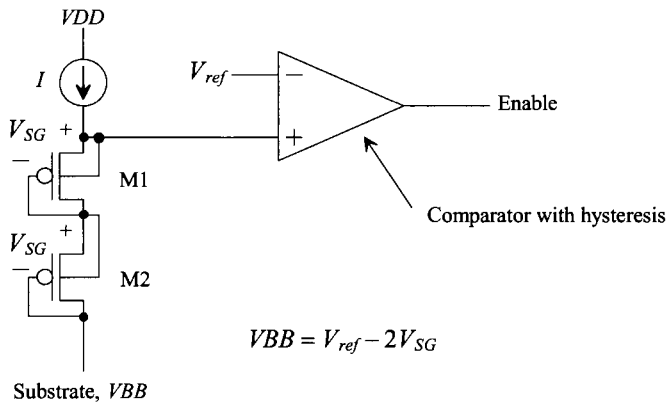 VDD
I
V_ref
−
Enable
V_SG +
+
−
M1
Comparator with hysteresis
V_SG +
−
M2
VBB = V_ref − 2V_SG
Substrate, VBB